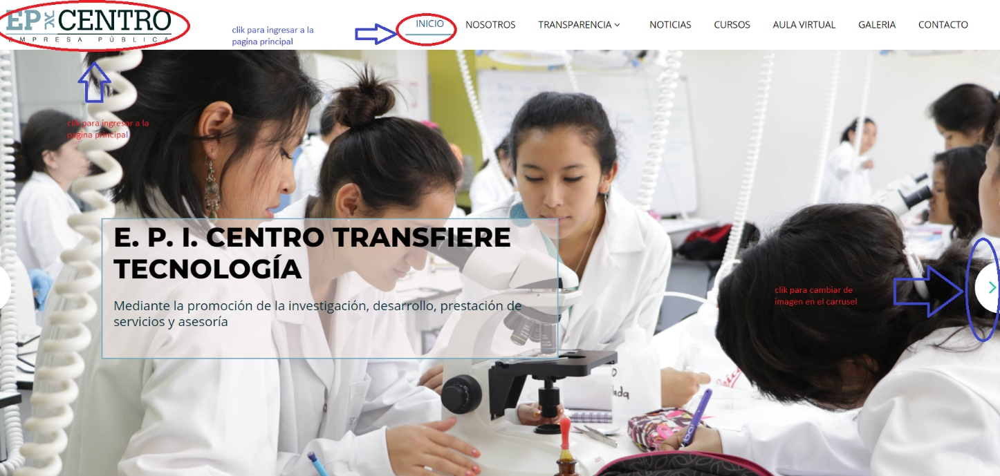 EP CENTRO
EMPRESA PÚBLICA
clik para ingresar a la
pagina principal
INICIO
NOSOTROS
TRANSPARENCIA
NOTICIAS
CURSOS
AULA VIRTUAL
GALERIA
CONTACTO
clik para ingresar a la
pagina principal
E. P. I. CENTRO TRANSFIERE
TECNOLOGÍA
Mediante la promoción de la investigación, desarrollo, prestación de
servicios y asesoría
clik para cambiar de
imagen en el carrusel